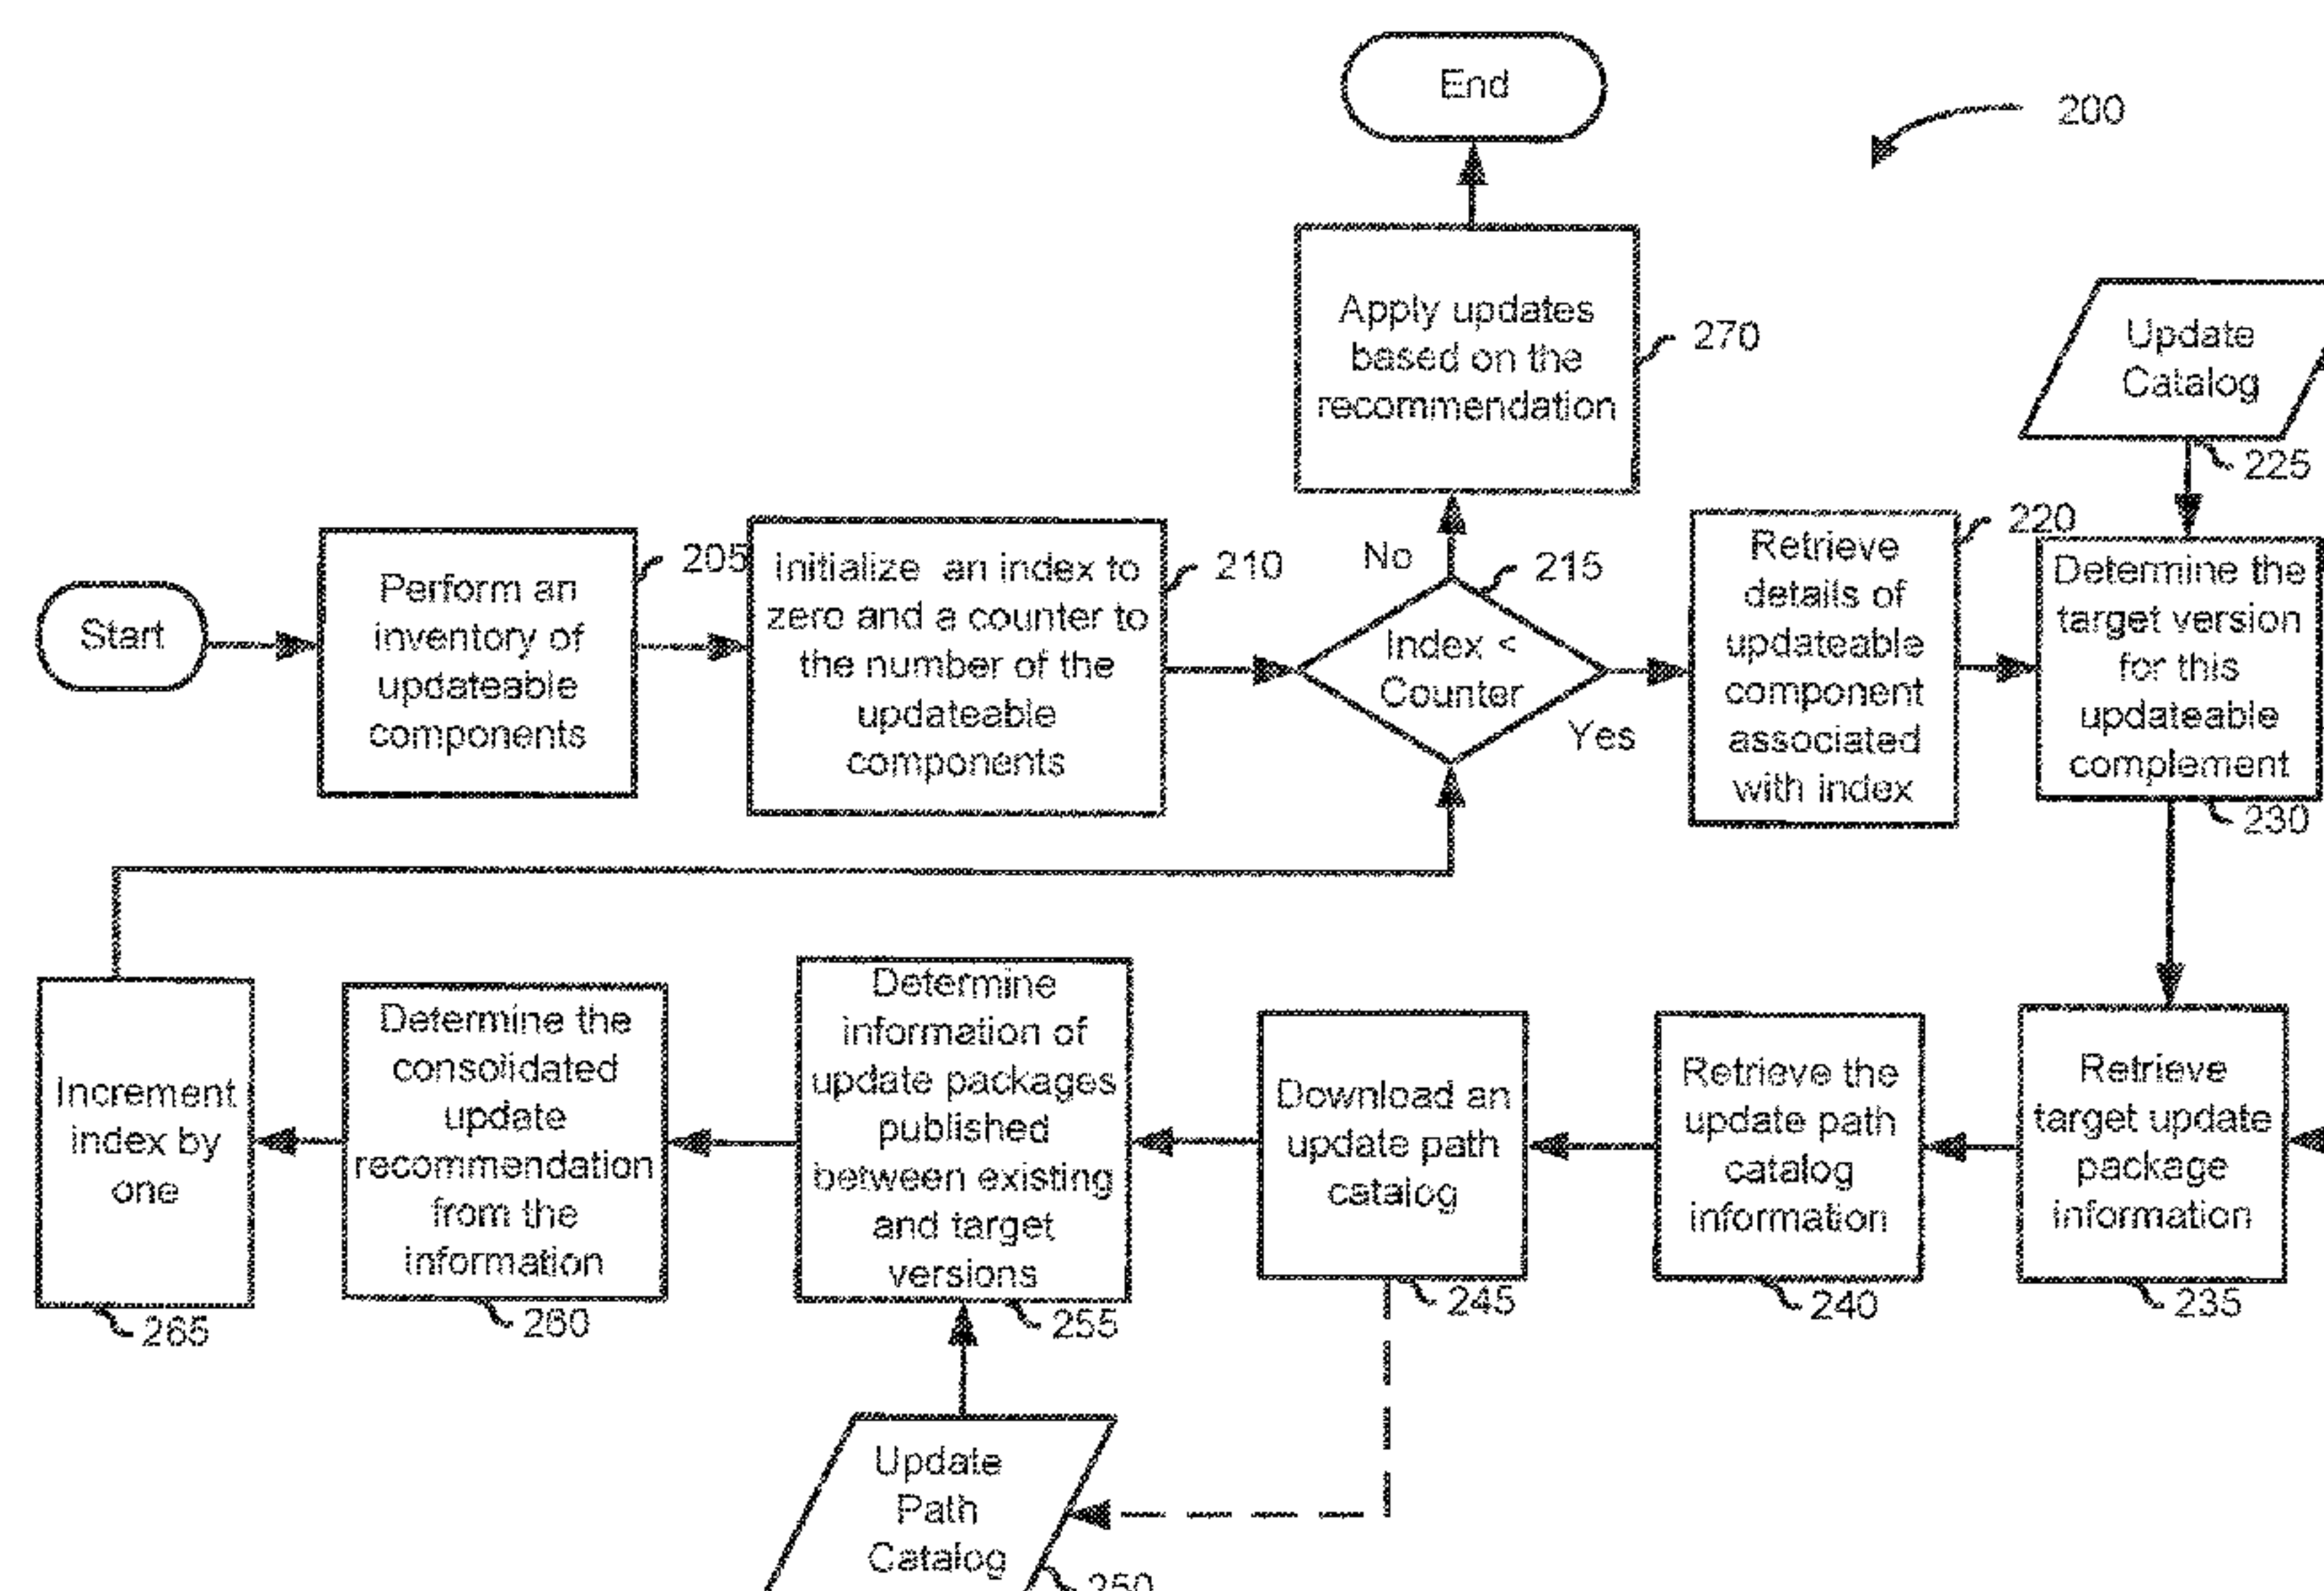 End
200
Apply updates
based on the
recommendation
270
Update
Catalog
225
Start
Perform an
inventory of
updateable
components
205
Initialize an index to
zero and a counter to
the number of the
updateable
components
210
No
215
Index <
Counter
Yes
Retrieve
details of
updateable
component
associated
with index
220
Determine the
target version
for this
updateable
complement
230
Increment
index by
one
265
Determine the
consolidated
update
recommendation
from the
information
260
Determine
information of
update packages
published
between existing
and target
versions
255
Download an
update path
catalog
245
Retrieve the
update path
catalog
information
240
Retrieve
target update
package
information
235
Update
Path
Catalog
250